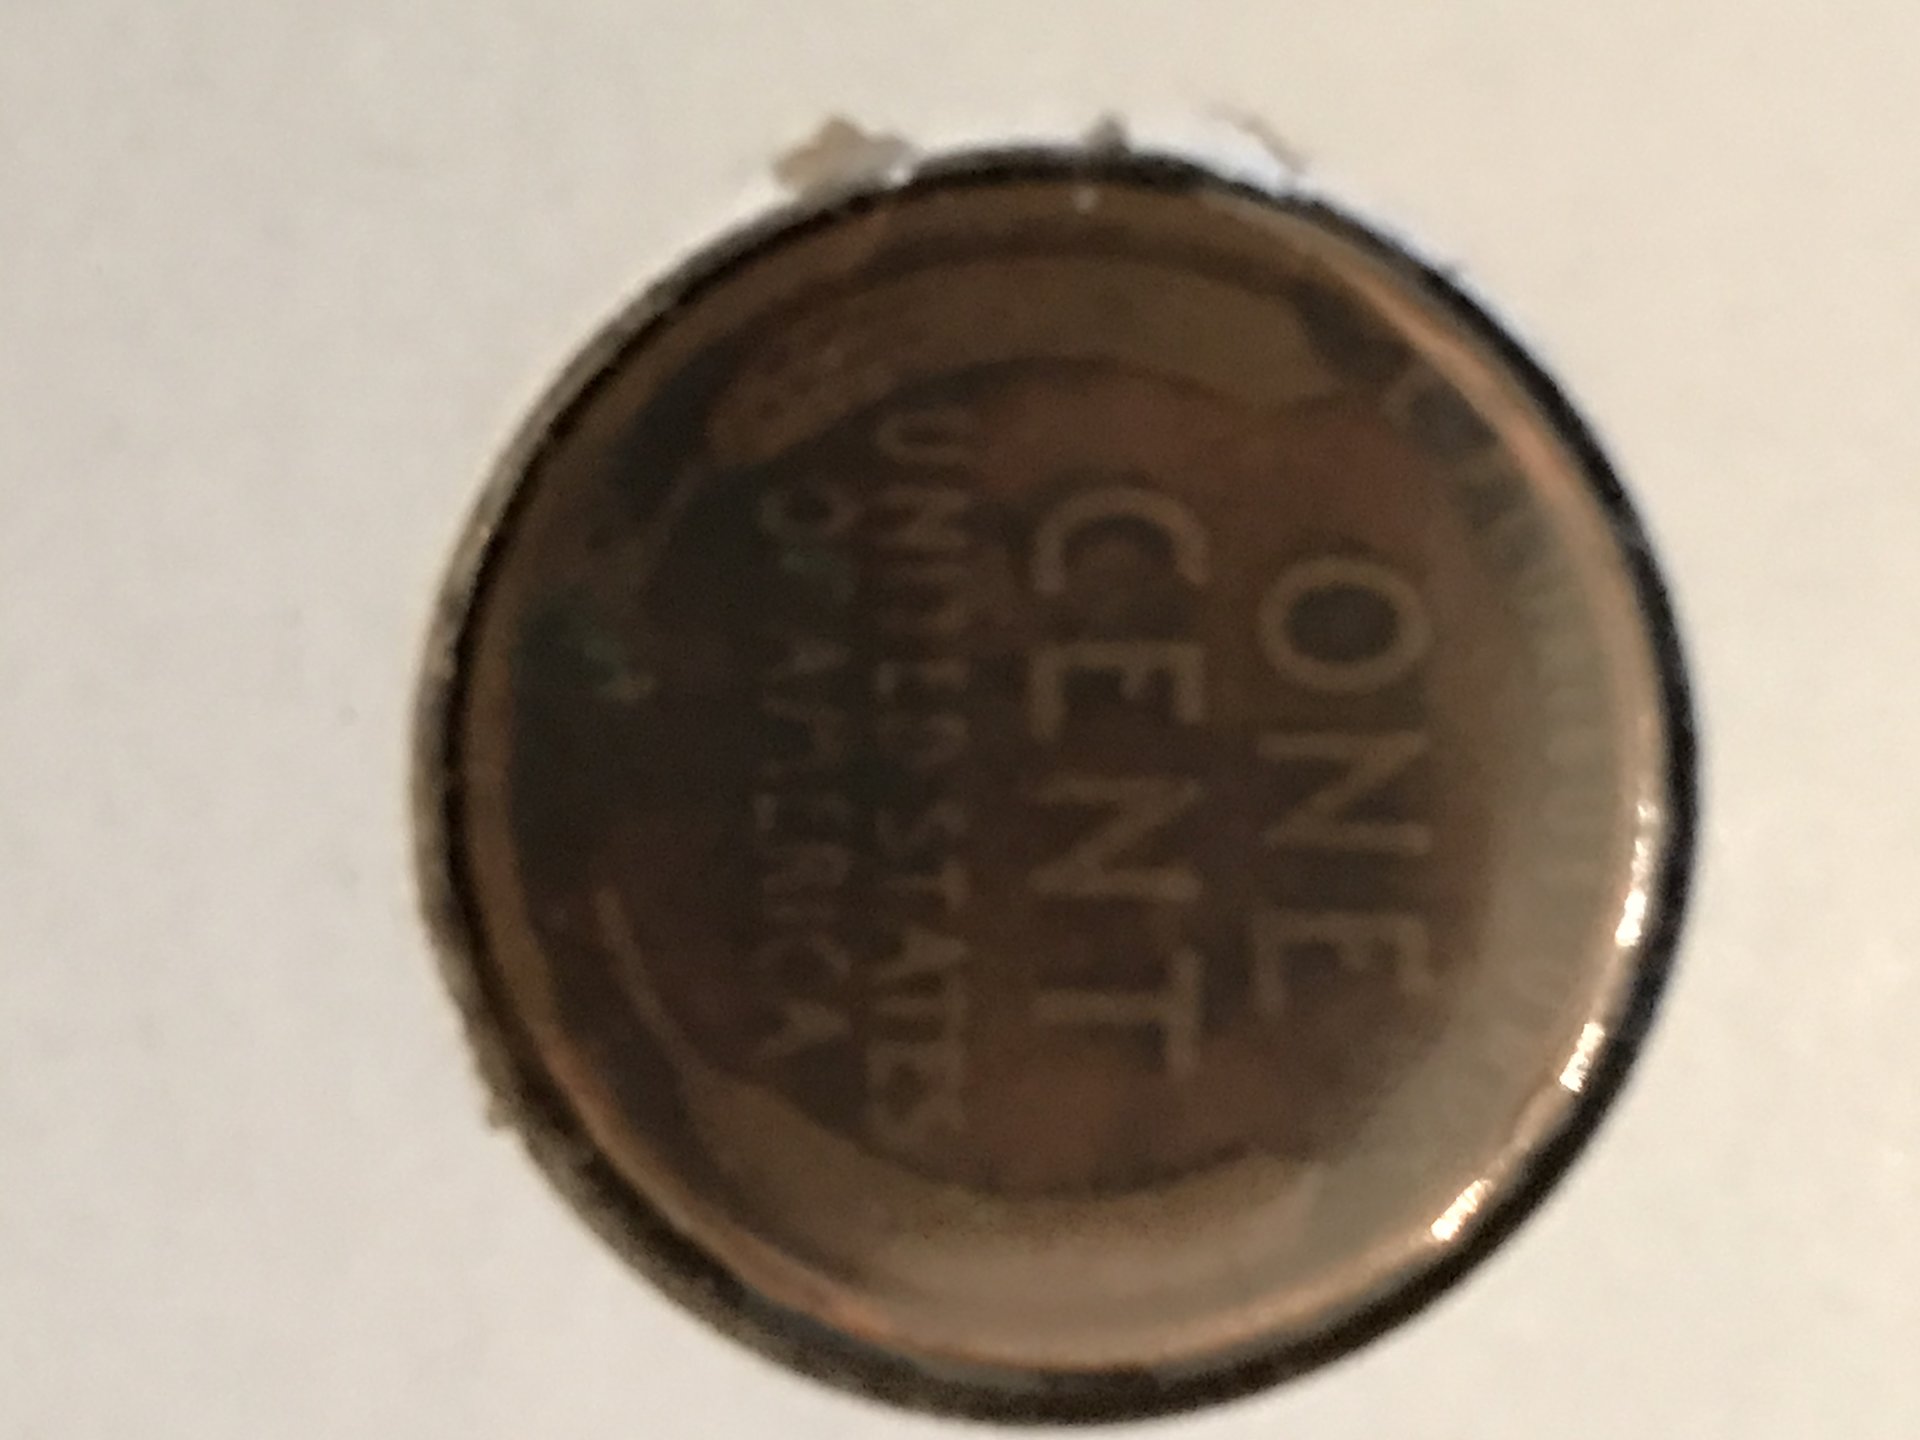 ONE
CENT
UNITED STATES
OF AMERICA